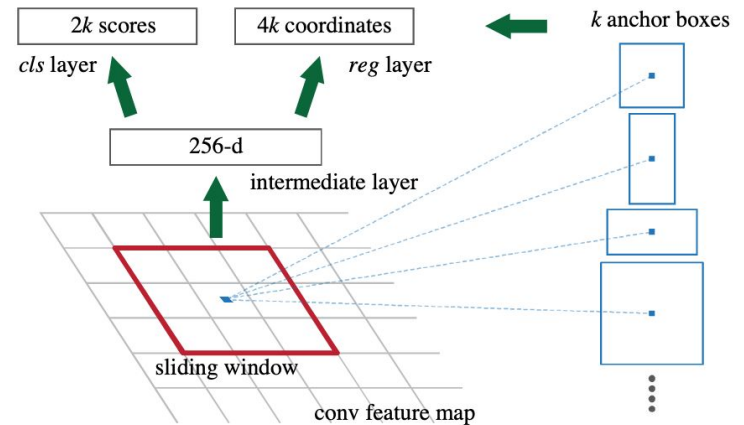 2k scores
4k coordinates
k anchor boxes
cls layer
reg layer
256-d
intermediate layer
sliding window
conv feature map